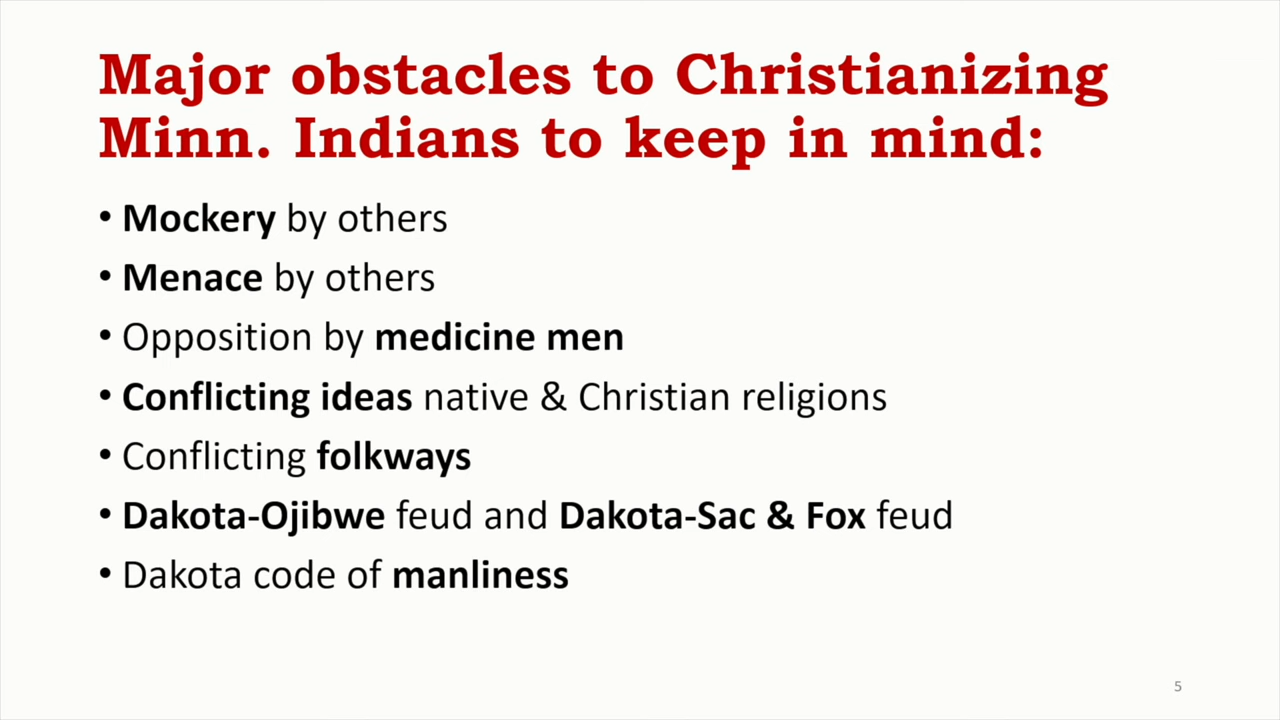 Major obstacles to Christianizing
Minn. Indians to keep in mind:
• Mockery by others
• Menace by others
• Opposition by medicine men
• Conflicting ideas native & Christian religions
• Conflicting folkways
• Dakota-Ojibwe feud and Dakota-Sac & Fox feud
• Dakota code of manliness
5